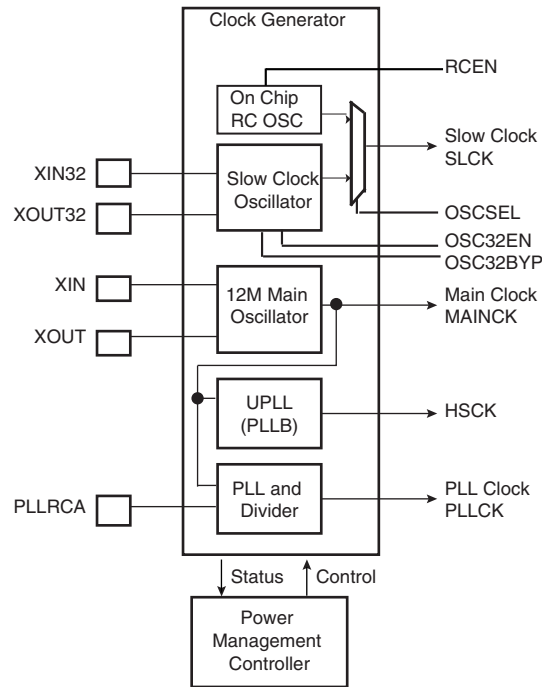 Clock Generator
RCEN
On Chip
RC OSC
Slow Clock
SLCK
XIN32
Slow Clock
Oscillator
XOUT32
OSCSEL
OSC32EN
OSC32BYP
XIN
12M Main
Oscillator
Main Clock
MAINCK
XOUT
UPLL
(PLLB)
HSCK
PLLRCA
PLL and
Divider
PLL Clock
PLLCK
Status
Control
Power
Management
Controller